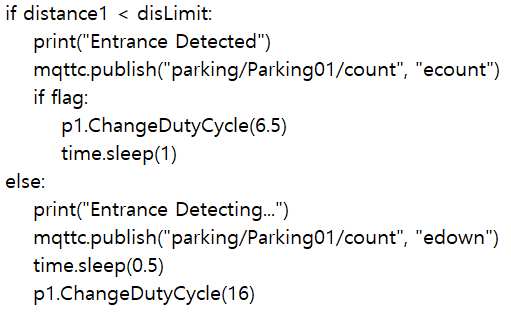 if distance1 < disLimit:
    print("Entrance Detected")
    mqttc.publish("parking/Parking01/count", "ecount")
    if flag:
        p1.ChangeDutyCycle(6.5)
        time.sleep(1)
else:
    print("Entrance Detecting...")
    mqttc.publish("parking/Parking01/count", "edown")
    time.sleep(0.5)
    p1.ChangeDutyCycle(16)